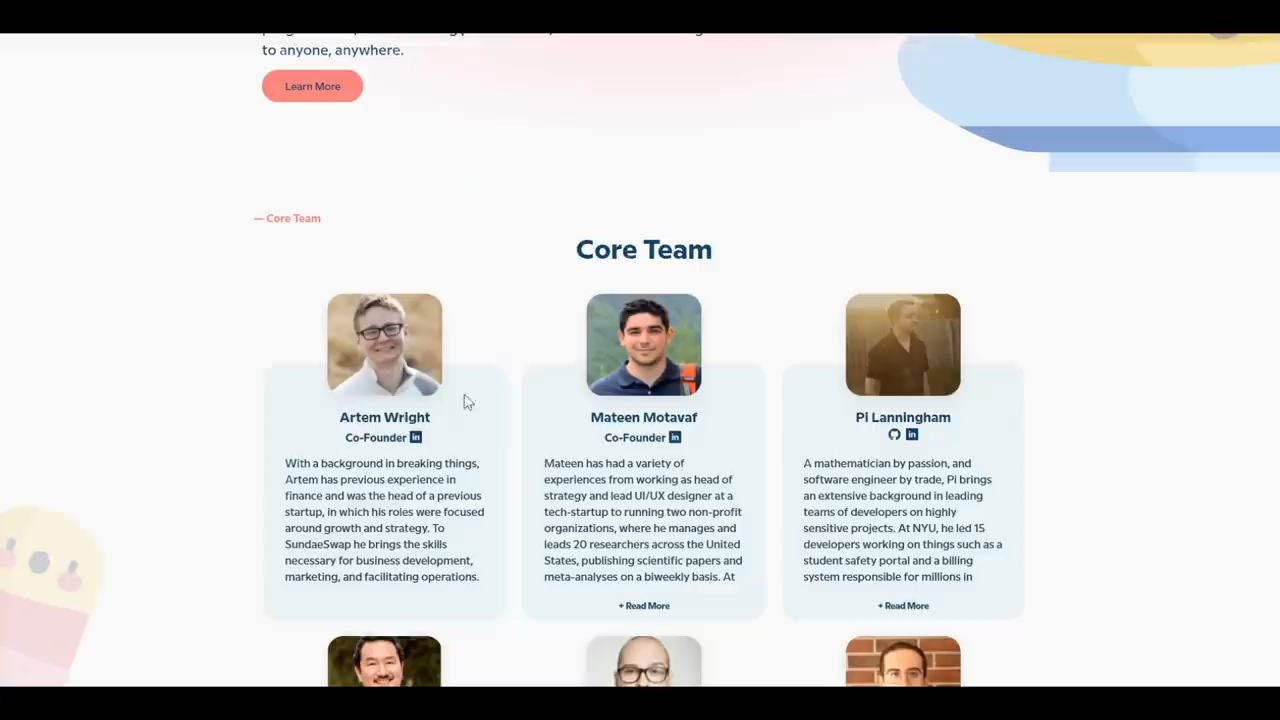 to anyone, anywhere.
Learn More
— Core Team
Core Team
Artem Wright
Co-Founder in
With a background in breaking things,
Artem has previous experience in
finance and was the head of a previous
startup, in which his roles were focused
around growth and strategy. To
SundaeSwap he brings the skills
necessary for business development,
marketing, and facilitating operations.
Mateen Motavaf
Co-Founder in
Mateen has had a variety of
experiences from working as head of
strategy and lead UI/UX designer at a
tech-startup to running two non-profit
organizations, where he manages and
leads 20 researchers across the United
States, publishing scientific papers and
meta-analyses on a biweekly basis. At
+ Read More
Pi Lanningham
in
A mathematician by passion, and
software engineer by trade, Pi brings
an extensive background in leading
teams of developers on highly
sensitive projects. At NYU, he led 15
developers working on things such as a
student safety portal and a billing
system responsible for millions in
+ Read More